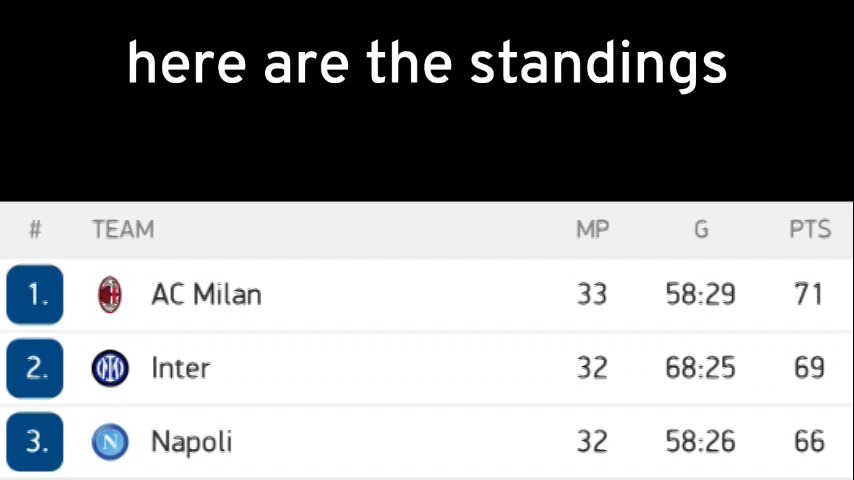 here are the standings
# TEAM MP G PTS
1. AC Milan 33 58:29 71
2. Inter 32 68:25 69
3. N Napoli 32 58:26 66